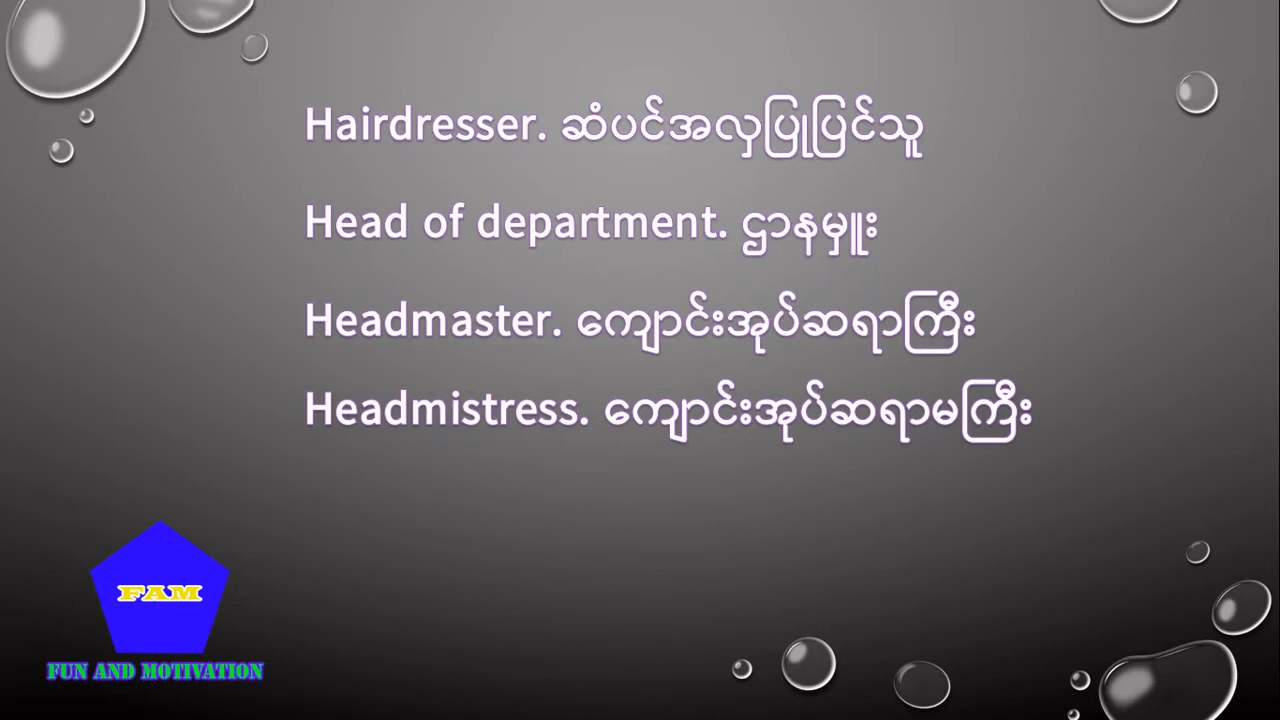 Hairdresser. ဆံပင်အလှပြုပြင်သူ
Head of department. ဌာနမှူး
Headmaster. ကျောင်းအုပ်ဆရာကြီး
Headmistress. ကျောင်းအုပ်ဆရာမကြီး
FAM
FUN AND MOTIVATION